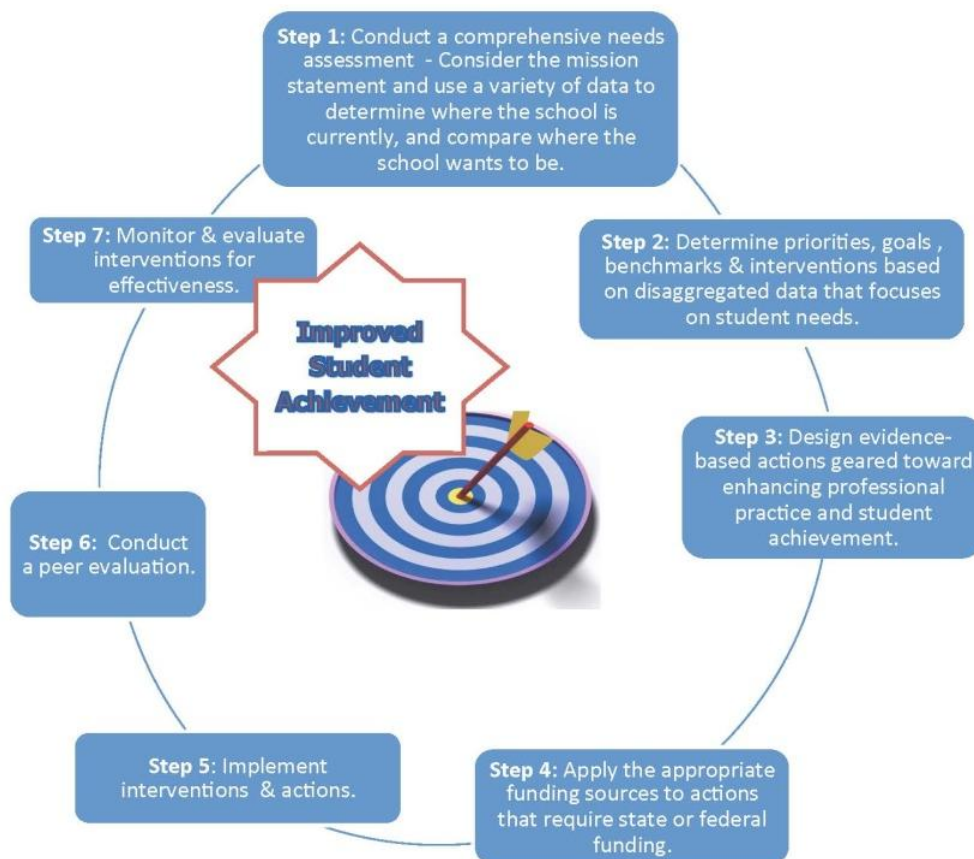 Step 1: Conduct a comprehensive needs
assessment - Consider the mission
statement and use a variety of data to
determine where the school is
currently, and compare where the
school wants to be.
Step 2: Determine priorities, goals ,
benchmarks & interventions based
on disaggregated data that focuses
on student needs.
Step 3: Design evidence-
based actions geared toward
enhancing professional
practice and student
achievement.
Step 4: Apply the appropriate
funding sources to actions
that require state or federal
funding.
Step 5: Implement
interventions & actions.
Step 6: Conduct
a peer evaluation.
Step 7: Monitor & evaluate
interventions for
effectiveness.
Improved
Student
Achievement